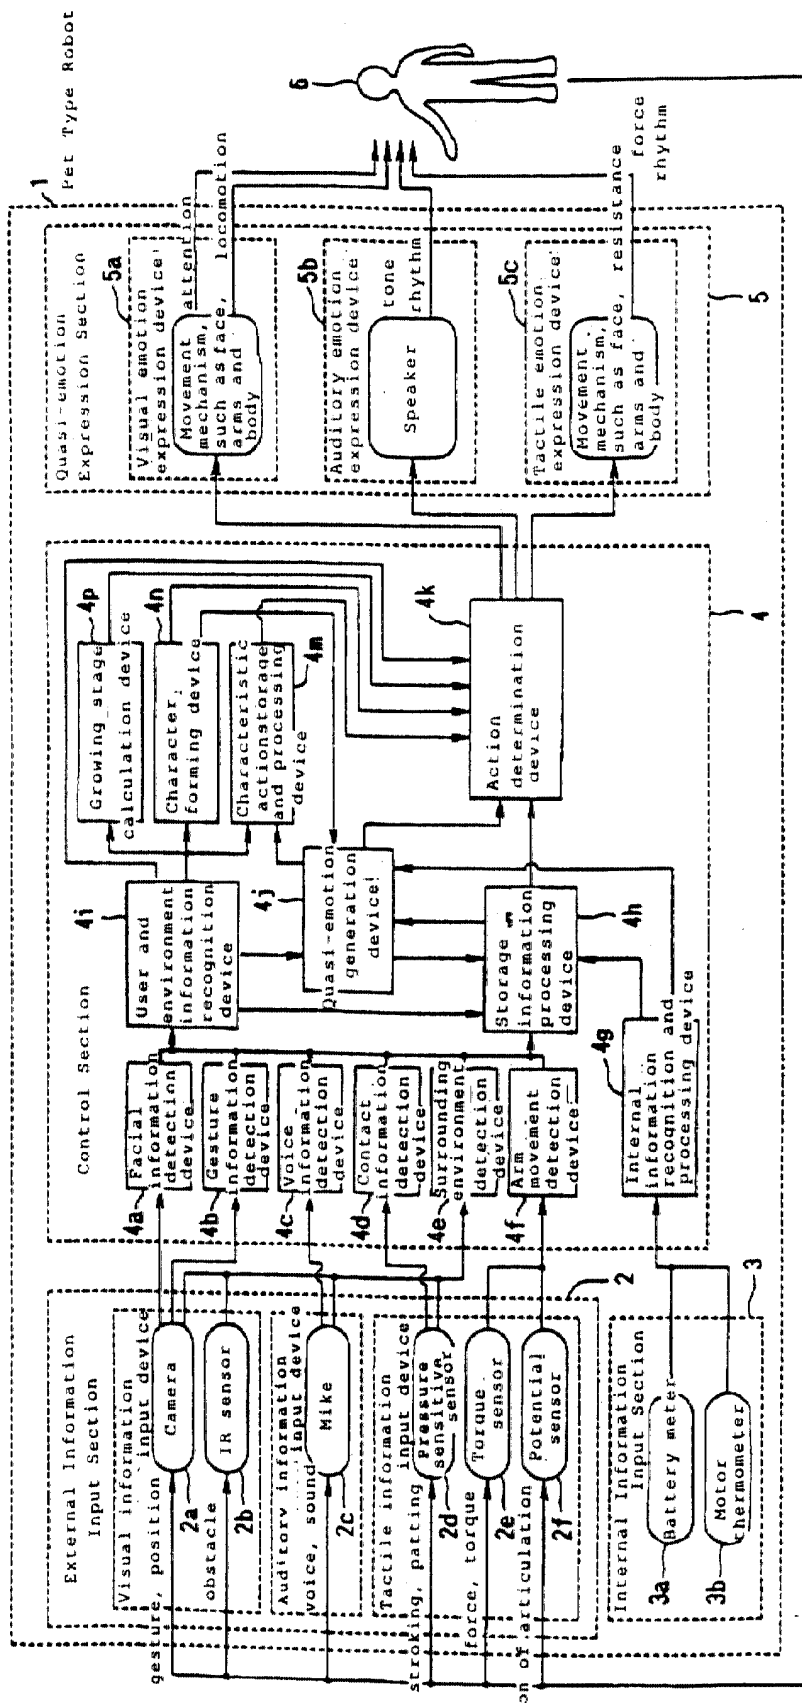 Pet Type Robot
1
External Information
Input Section
Visual information
input device
gesture, position
Camera
2a
IR sensor
2b
obstacle
Auditory information
input device
voice, sound
Mike
2c
Tactile information
input device
stroking, patting
Pressure
sensitive
sensor
2d
force, torque
Torque
sensor
2e
on of articulation
Potential
sensor
2f
2
Internal Information
Input Section
Battery meter
3a
Motor
thermometer
3b
3
Control Section
Facial
information
detection
device
4a
Gesture
information
detection
device
4b
Voice
information
detection
device
4c
Contact
information
detection
device
4d
Surrounding
environment
detection
device
4e
Arm
movement
detection
device
4f
Internal
information
recognition and
processing device
4g
User and
environment
information
recognition
device
4i
Quasi-emotion
generation
device
4j
Storage
information
processing
device
4h
Growing stage
calculation device
4p
Character
forming device
4n
Characteristic
actionstorage
and processing
device
4m
Action
determination
device
4k
4
Quasi-emotion
Expression Section
Visual emotion
expression device
5a
Movement
mechanism,
such as face,
arms and
body
attention
locomotion
Auditory emotion
expression device
5b
Speaker
tone
rhythm
Tactile emotion
expression device
5c
Movement
mechanism,
such as face,
arms and
body
resistance
force
rhythm
5
6